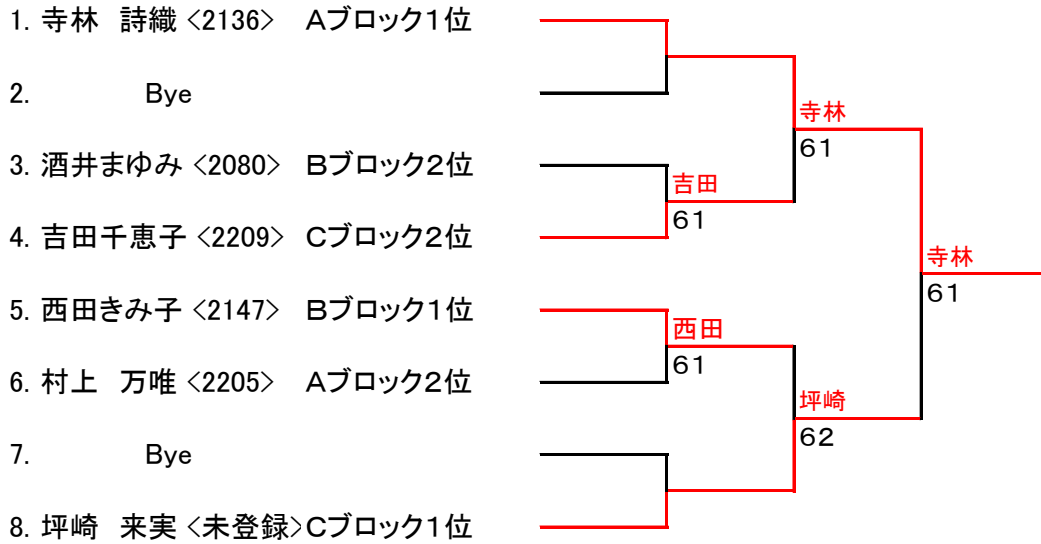 1. 寺林　詩織 <2136>　Aブロック1位
2.　　　Bye
寺林
61
3. 酒井まゆみ <2080>　Bブロック2位
吉田
61
4. 吉田千恵子 <2209>　Cブロック2位
寺林
61
5. 西田きみ子 <2147>　Bブロック1位
西田
61
6. 村上　万唯 <2205>　Aブロック2位
坪崎
62
7.　　　Bye
8. 坪崎　来実 <未登録>Cブロック1位